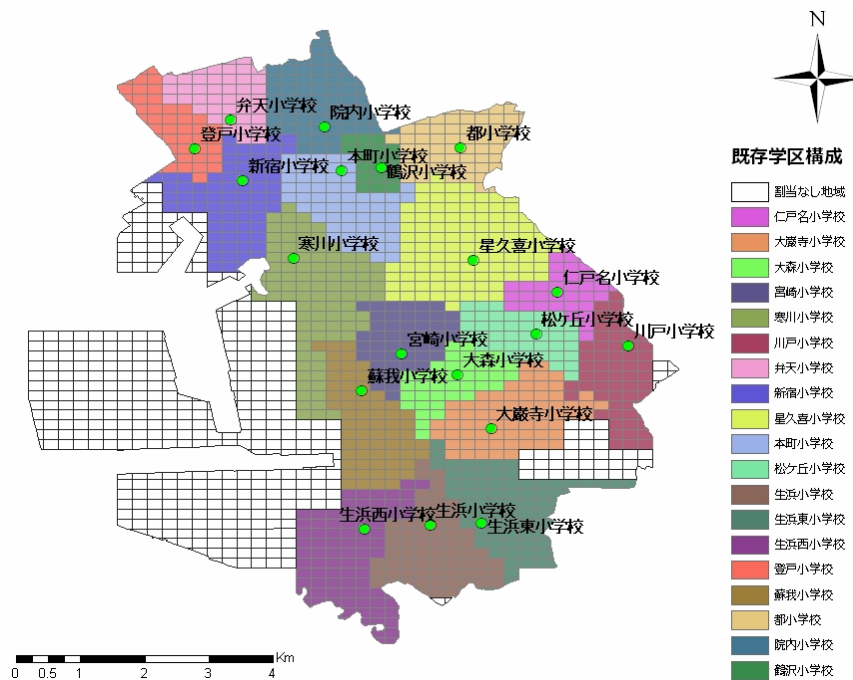 N
弁天小学校
院内小学校
登戸小学校
都小学校
本町小学校
新宿小学校
鶴沢小学校
寒川小学校
星久喜小学校
仁戸名小学校
松ケ丘小学校
川戸小学校
宮崎小学校
大森小学校
蘇我小学校
大巌寺小学校
生浜西小学校
生浜小学校
生浜東小学校
既存学区構成
割当なし地域
仁戸名小学校
大巌寺小学校
大森小学校
宮崎小学校
寒川小学校
川戸小学校
弁天小学校
新宿小学校
星久喜小学校
本町小学校
松ケ丘小学校
生浜小学校
生浜東小学校
生浜西小学校
登戸小学校
蘇我小学校
都小学校
院内小学校
鶴沢小学校
Km
0 0.5 1 2 3 4